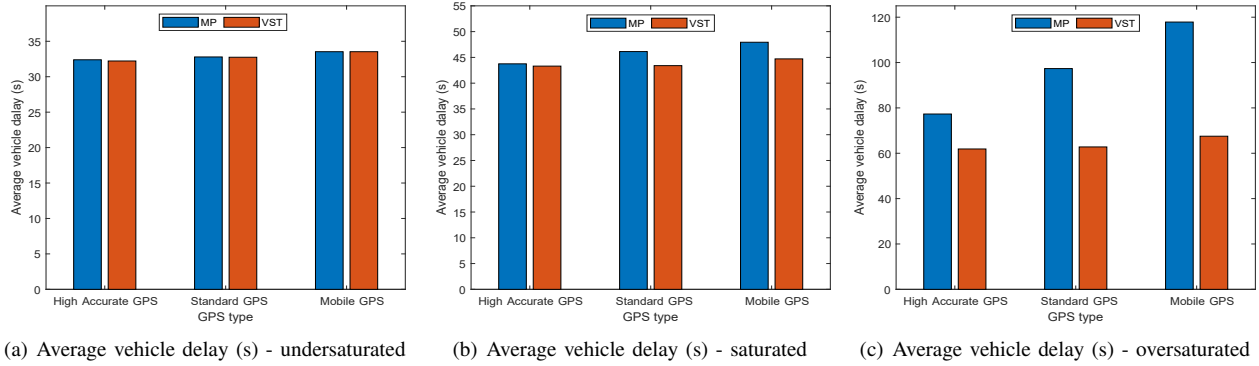 MP VST
Average vehicle dalay (s)
35
30
25
20
15
10
5
0
High Accurate GPS Standard GPS Mobile GPS
GPS type
(a) Average vehicle delay (s) - undersaturated
MP VST
Average vehicle dalay (s)
55
50
45
40
35
30
25
20
15
10
5
0
High Accurate GPS Standard GPS Mobile GPS
GPS type
(b) Average vehicle delay (s) - saturated
MP VST
Average vehicle dalay (s)
120
100
80
60
40
20
0
High Accurate GPS Standard GPS Mobile GPS
GPS type
(c) Average vehicle delay (s) - oversaturated